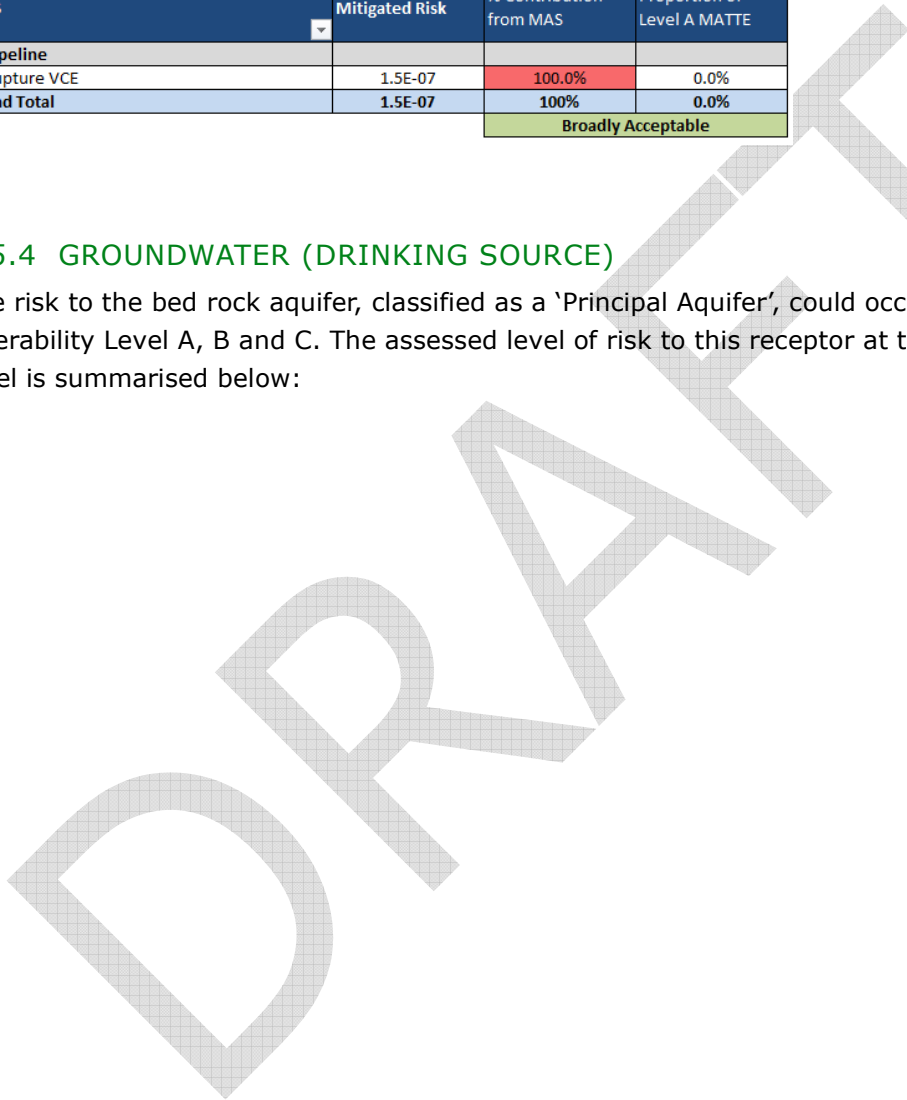 Mitigated Risk
from MAS
Level A MATTE
peline
pture VCE 1.5E-07 100.0% 0.0%
nd Total 1.5E-07 100% 0.0%
Broadly Acceptable
5.4 GROUNDWATER (DRINKING SOURCE)
e risk to the bed rock aquifer, classified as a ‘Principal Aquifer’, could occ
erability Level A, B and C. The assessed level of risk to this receptor at t
el is summarised below:
DRAFT